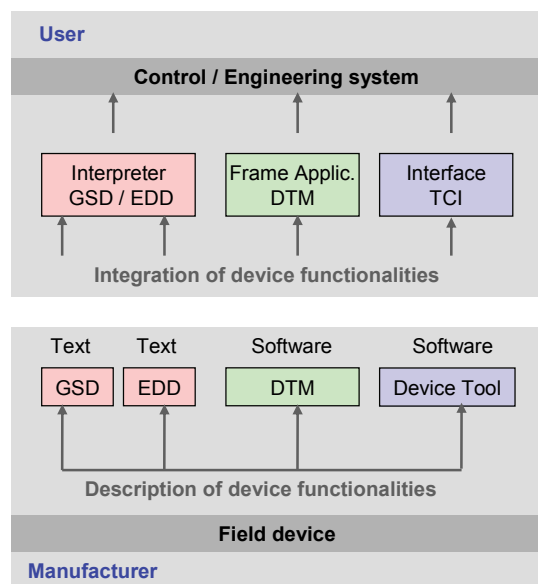 User
Control / Engineering system
Interpreter
GSD / EDD
Frame Applic.
DTM
Interface
TCI
Integration of device functionalities
Text Text Software Software
GSD EDD DTM Device Tool
Description of device functionalities
Field device
Manufacturer